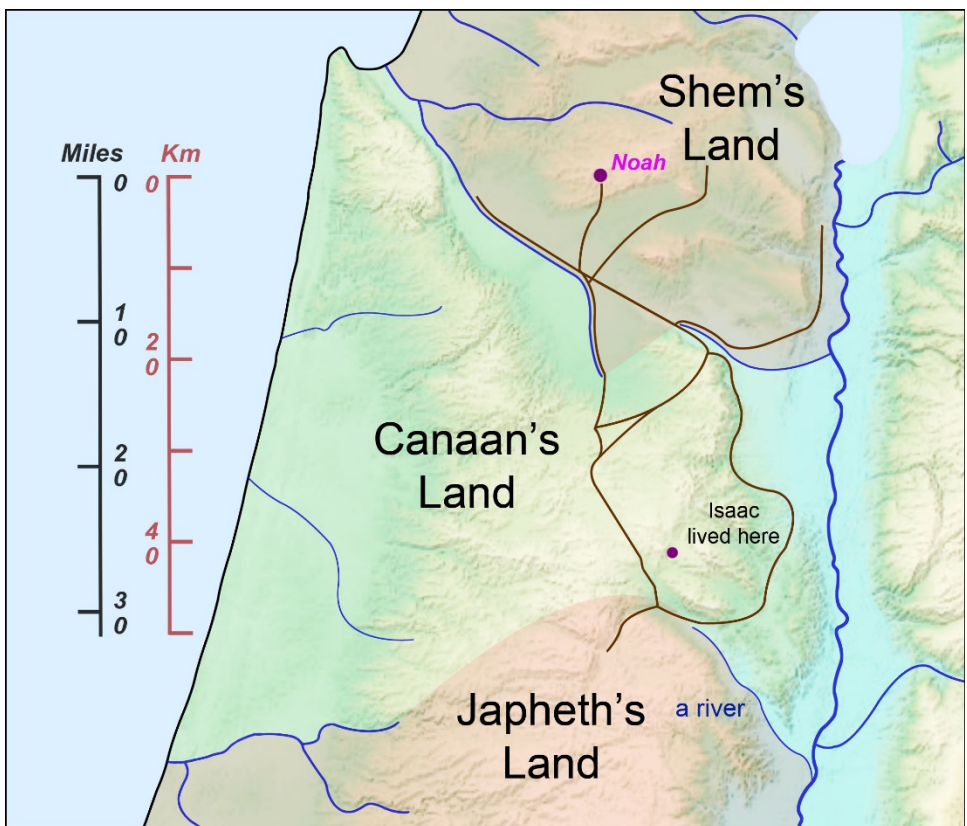 Shem's
Land
Miles
Km
0
0
Noah
1
0
2
0
Canaan's
Land
2
0
Isaac
lived here
4
0
3
0
Japheth's
Land
a river